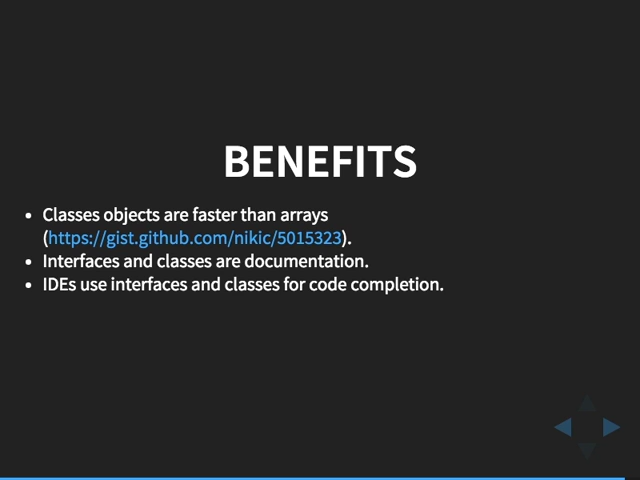 BENEFITS
• Classes objects are faster than arrays
(https://gist.github.com/nikic/5015323).
• Interfaces and classes are documentation.
• IDEs use interfaces and classes for code completion.